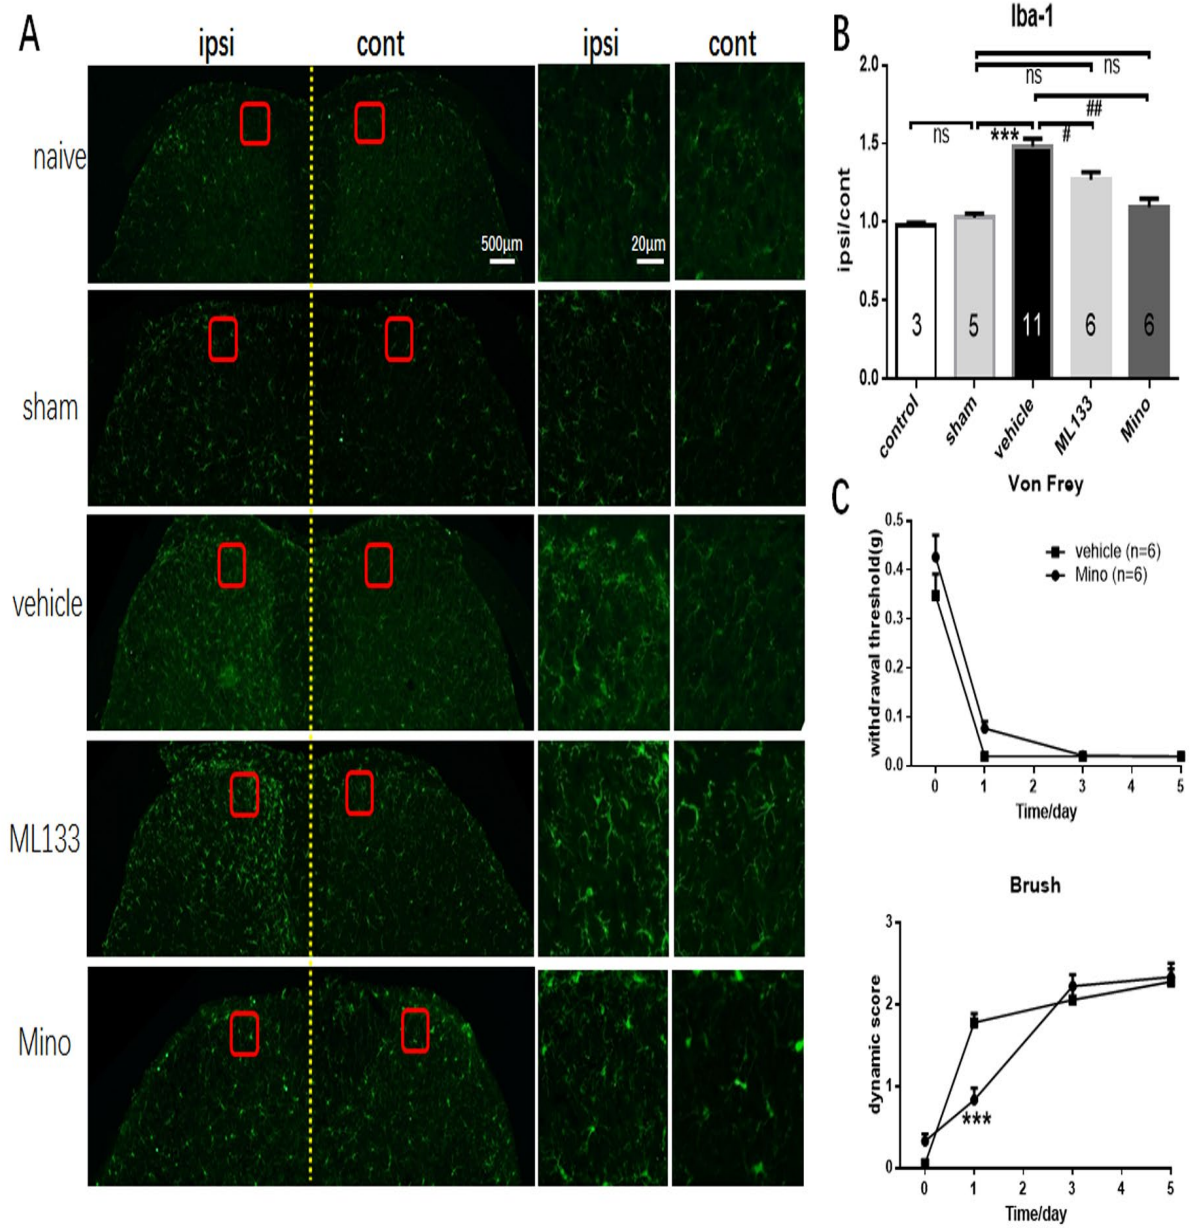 A
ipsi
cont
ipsi
cont
naive
500µm
20µm
sham
vehicle
ML133
Mino
B
Iba-1
ipsi/cont
2.0
1.5
1.0
0.5
0.0
ns
ns
##
ns
***
#
3
5
11
6
6
control
sham
vehicle
ML133
Mino
C
Von Frey
withdrawal threshold(g)
0.5
0.4
0.3
0.2
0.1
0.0
vehicle (n=6)
Mino (n=6)
0 1 2 3 4 5
Time/day
Brush
dynamic score
3
2
1
0
***
0 1 2 3 4 5
Time/day